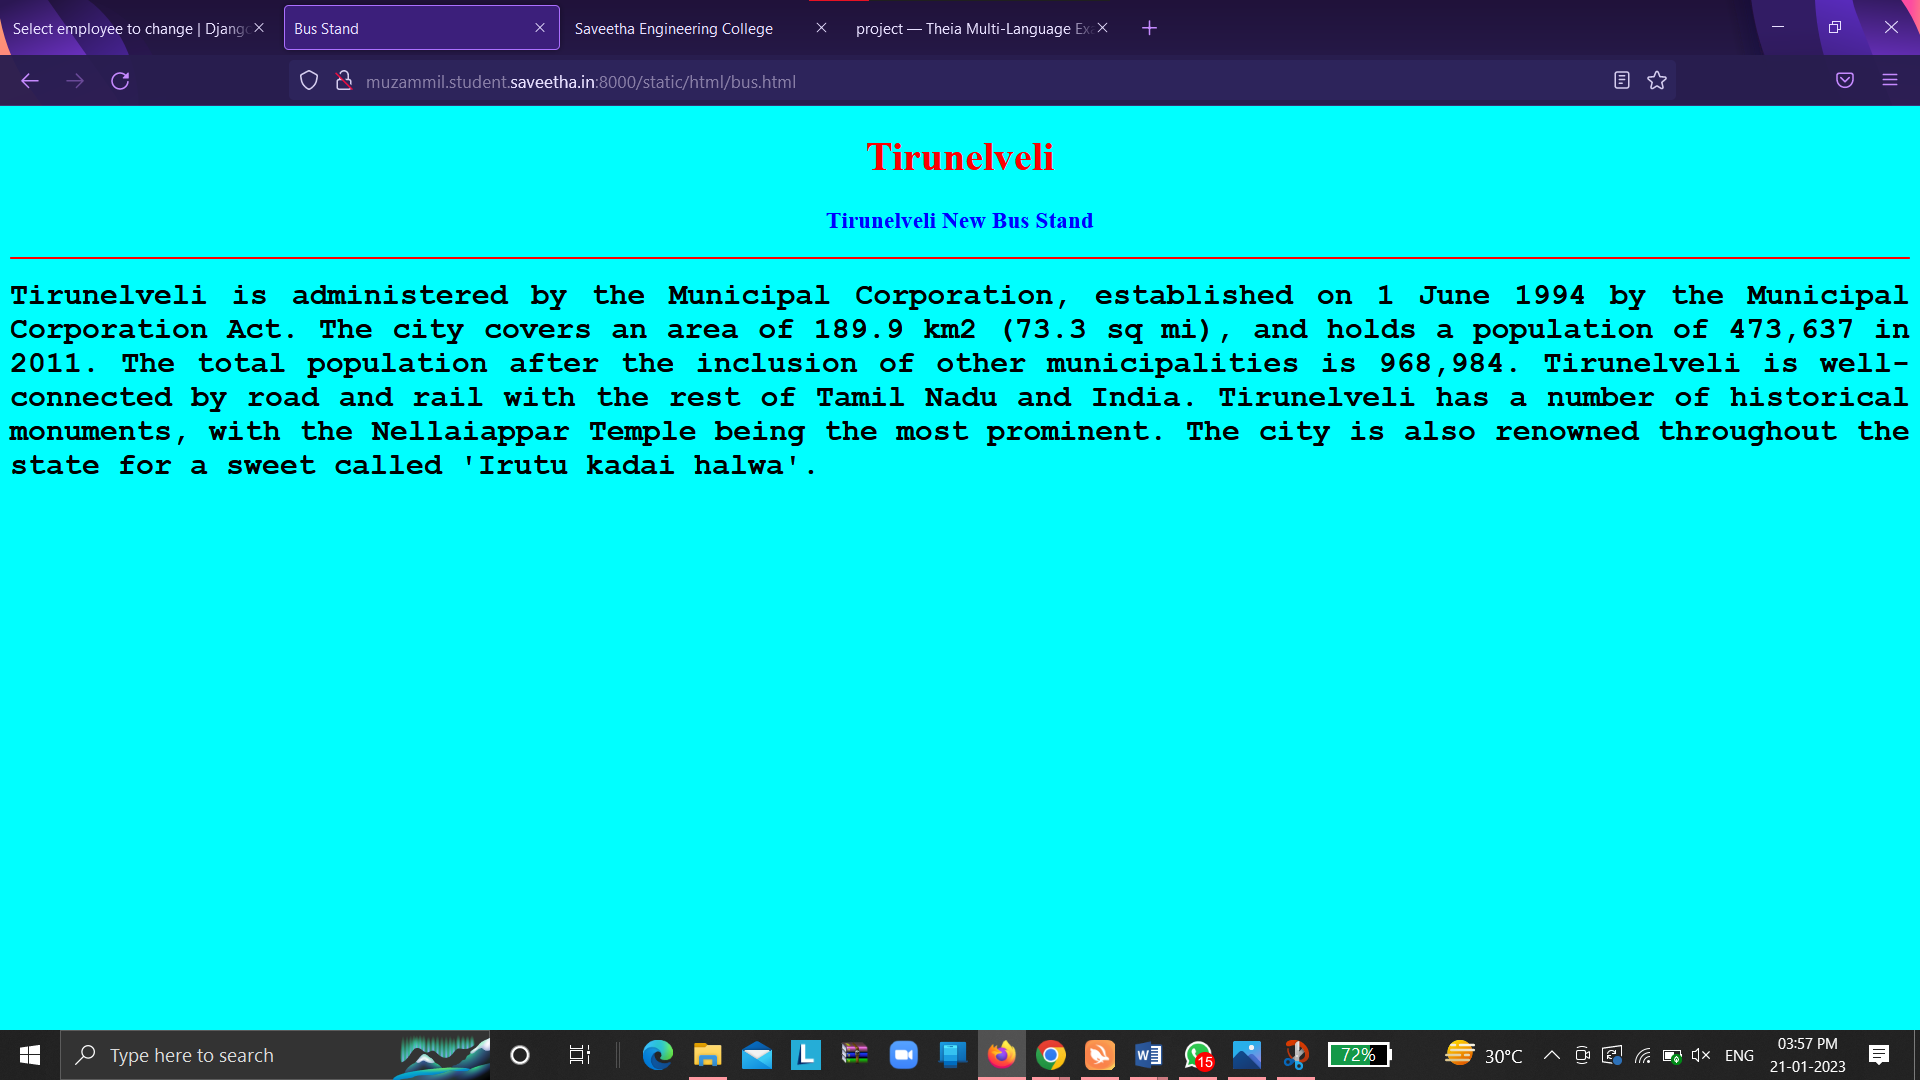 Select employee to change | Django
Bus Stand
Saveetha Engineering College
project — Theia Multi-Language Exa
muzammil.student.saveetha.in:8000/static/html/bus.html
Tirunelveli
Tirunelveli New Bus Stand
Tirunelveli is administered by the Municipal Corporation, established on 1 June 1994 by the Municipal
Corporation Act. The city covers an area of 189.9 km2 (73.3 sq mi), and holds a population of 473,637 in
2011. The total population after the inclusion of other municipalities is 968,984. Tirunelveli is well-
connected by road and rail with the rest of Tamil Nadu and India. Tirunelveli has a number of historical
monuments, with the Nellaiappar Temple being the most prominent. The city is also renowned throughout the
state for a sweet called 'Irutu kadai halwa'.
Type here to search
L
W
15
72%
30°C
ENG
03:57 PM
21-01-2023